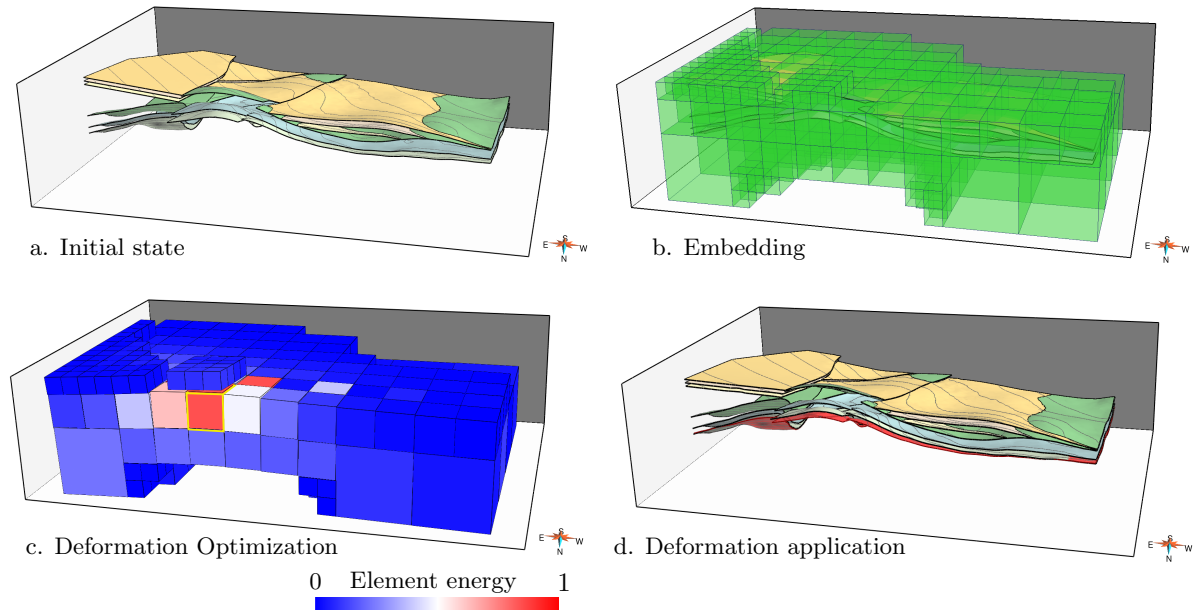 S
E W
N
a. Initial state
S
E W
N
b. Embedding
S
E W
N
c. Deformation Optimization
S
E W
N
d. Deformation application
0 Element energy 1